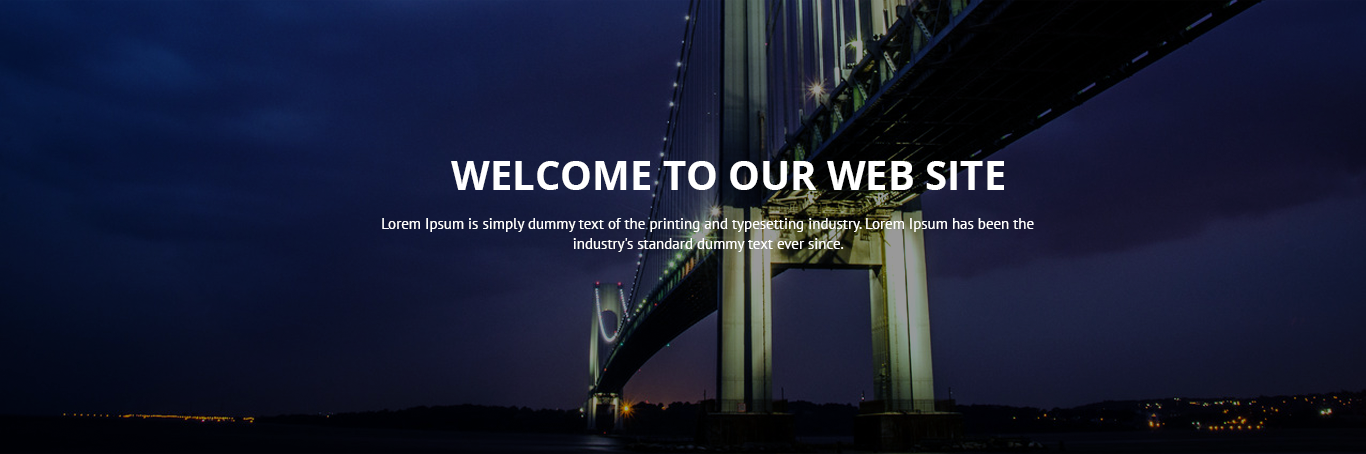 WELCOME TO OUR WEB SITE
Lorem Ipsum is simply dummy text of the printing and typesetting industry. Lorem Ipsum has been the
industry's standard dummy text ever since.